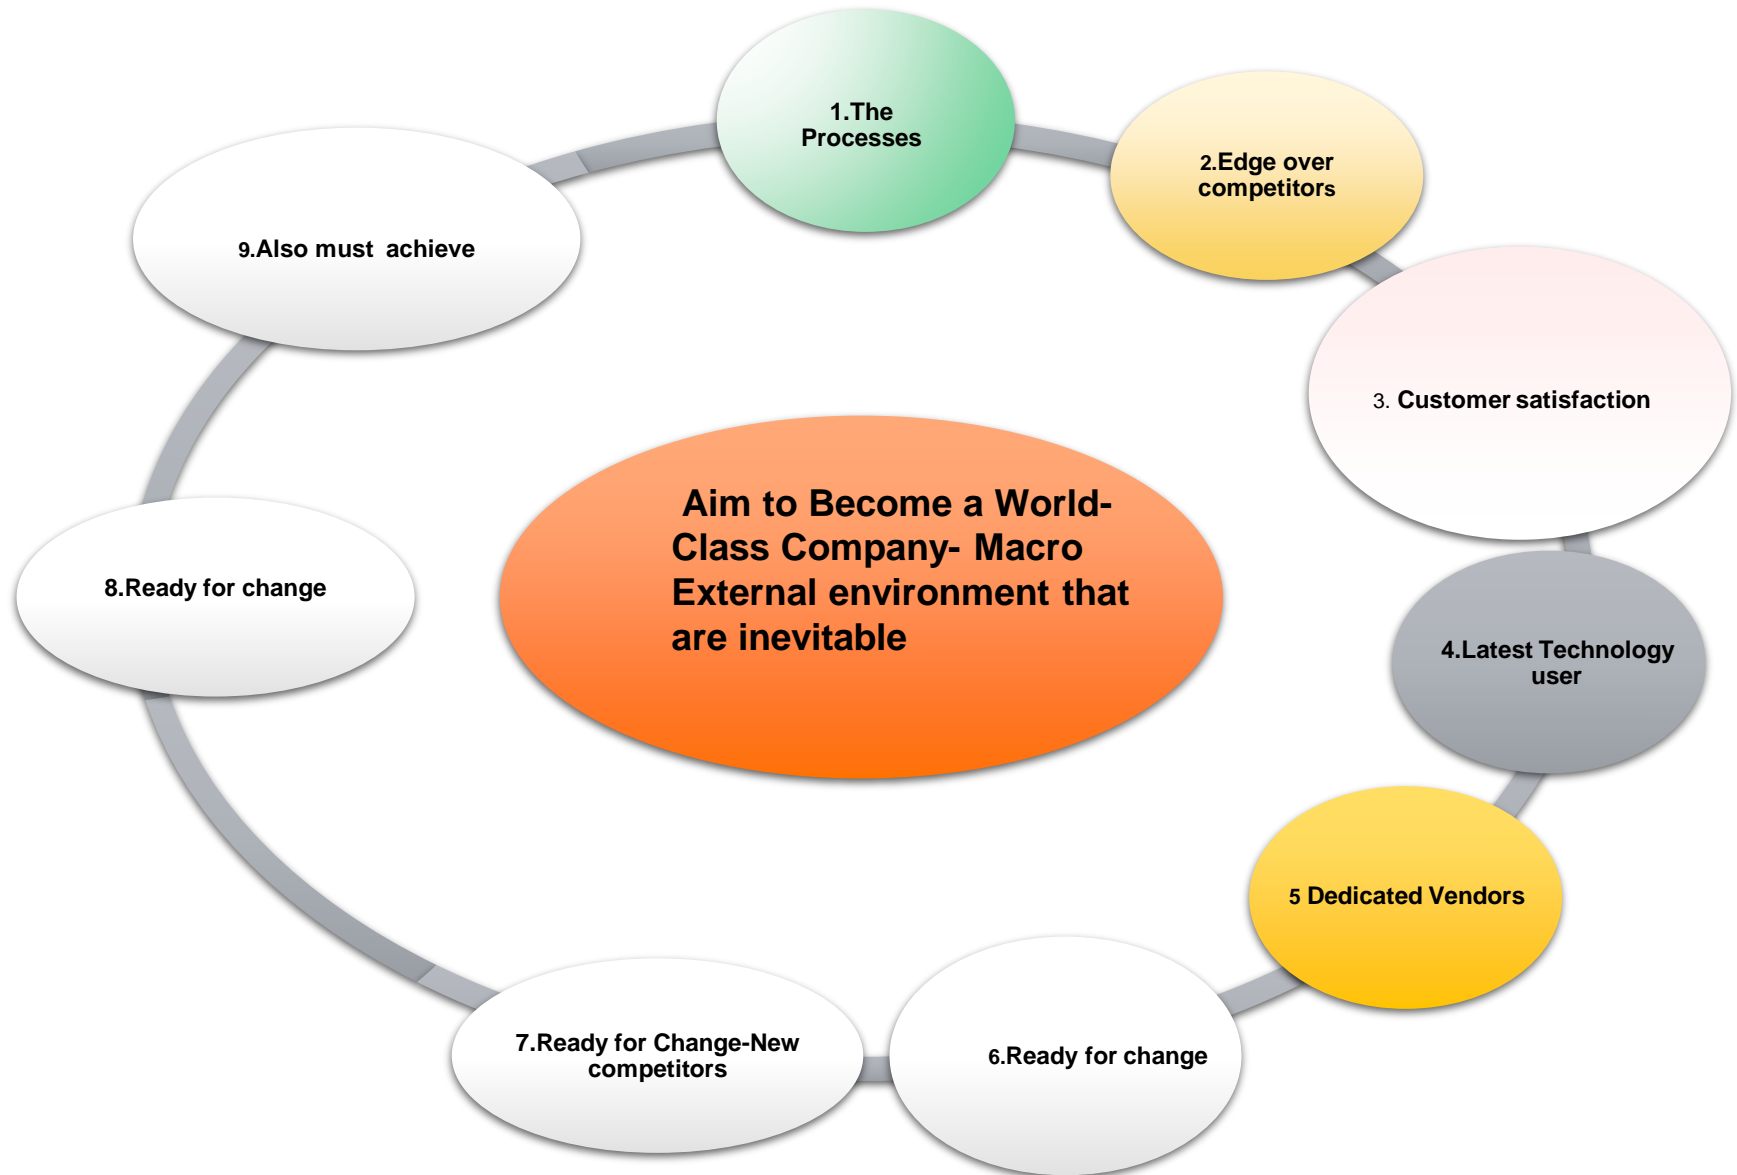 1.The
Processes
2.Edge over
competitors
3. Customer satisfaction
4.Latest Technology
user
5 Dedicated Vendors
6.Ready for change
7.Ready for Change-New
competitors
8.Ready for change
9.Also must  achieve
Aim to Become a World-
Class Company- Macro
External environment that
are inevitable